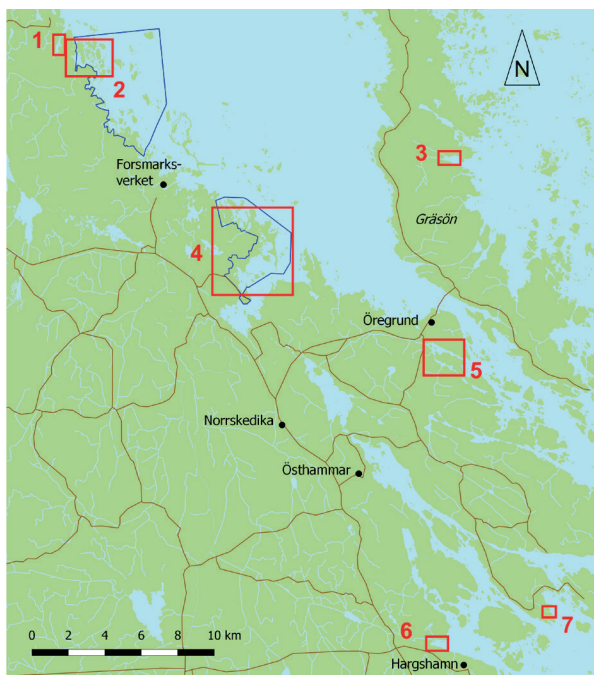 1
2
N
3
Forsmarks-
verket
Gräsön
4
Öregrund
5
Norrskedika
Östhammar
6
7
0 2 4 6 8 10 km
Hargshamn